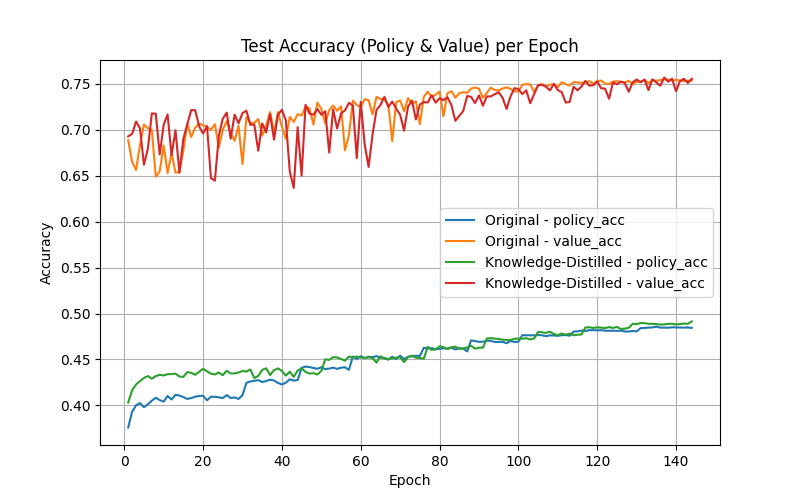 Test Accuracy (Policy & Value) per Epoch
Accuracy
0.75
0.70
0.65
0.60
0.55
0.50
0.45
0.40
Original - policy_acc
Original - value_acc
Knowledge-Distilled - policy_acc
Knowledge-Distilled - value_acc
0 20 40 60 80 100 120 140
Epoch